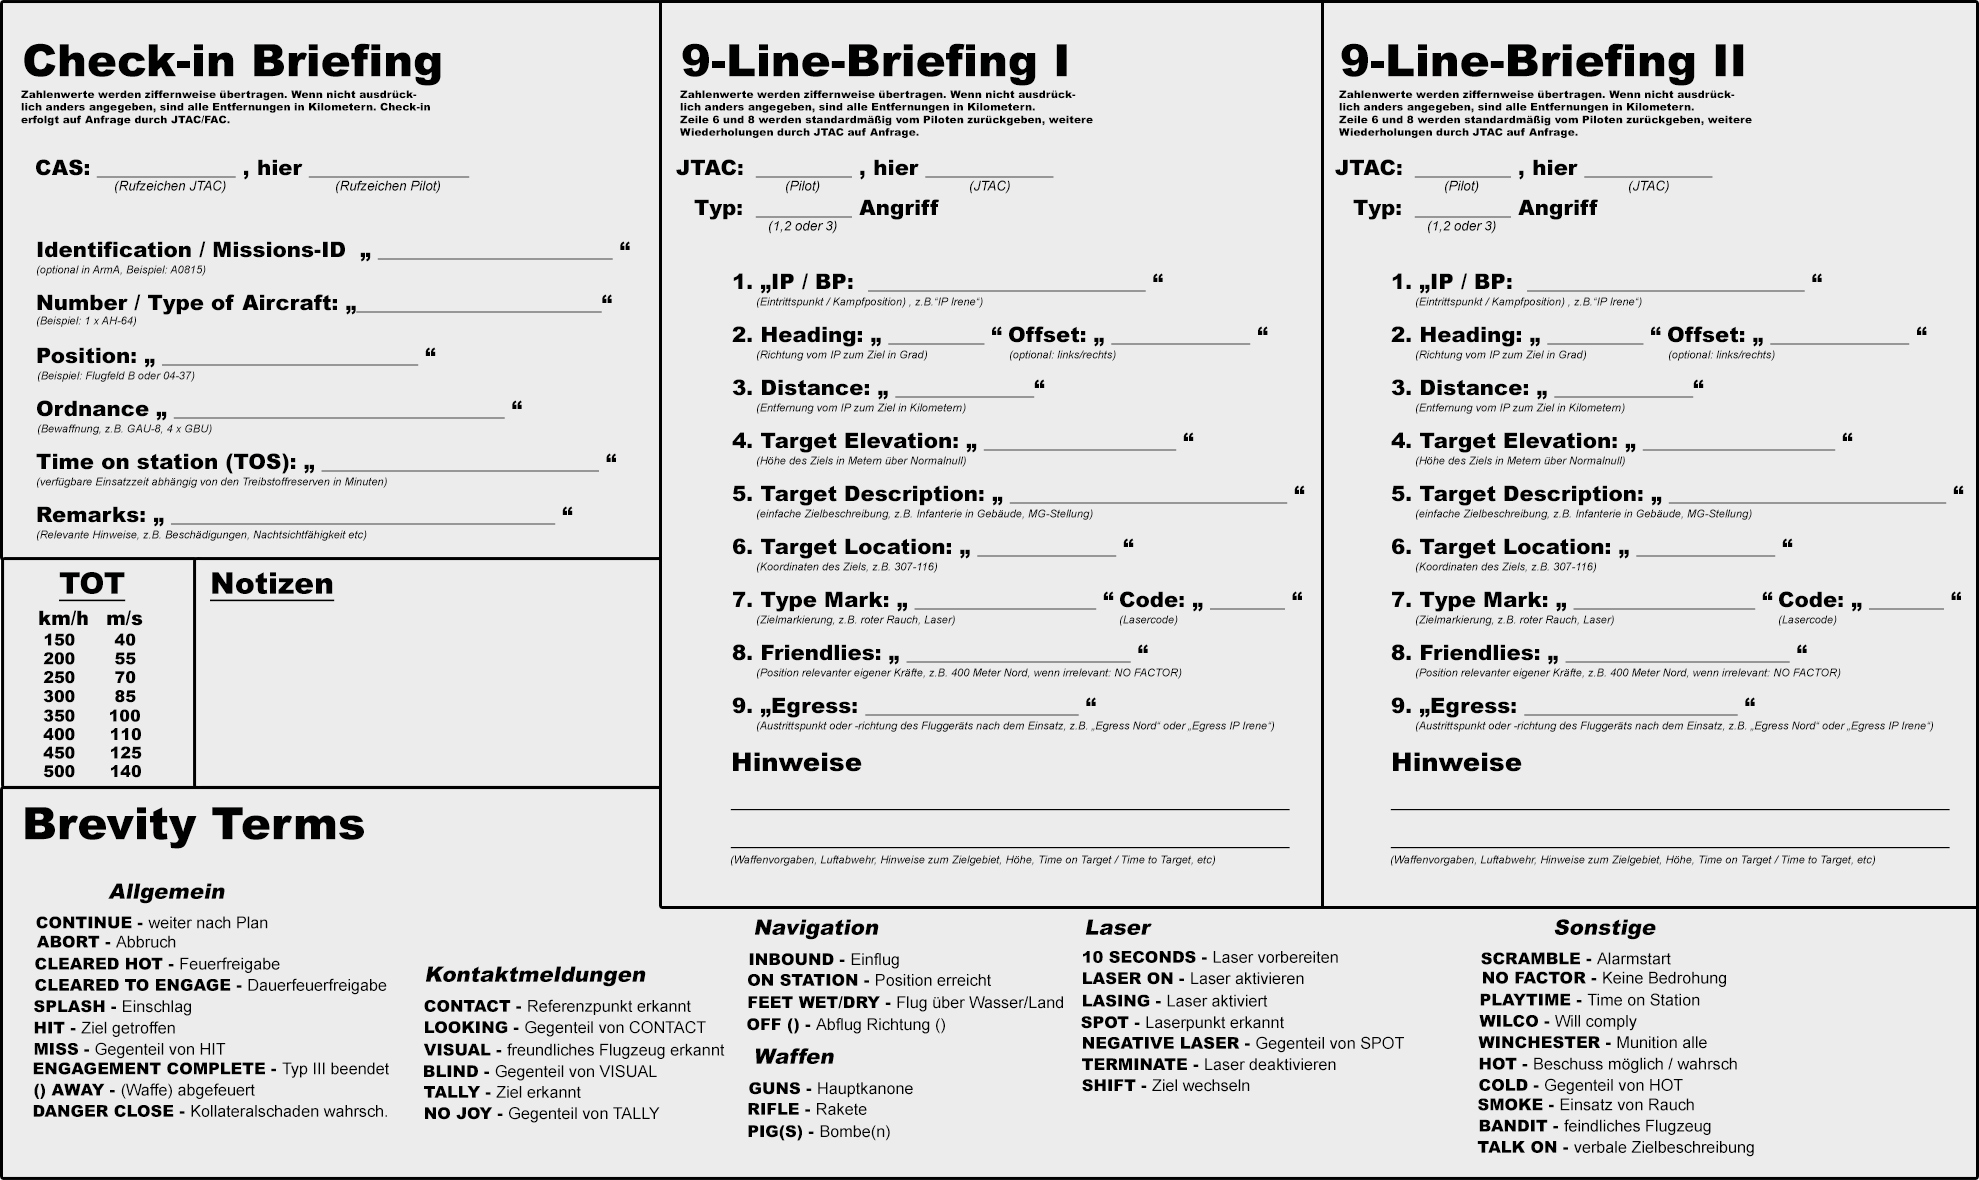 Check-in Briefing
Zahlenwerte werden ziffernweise übertragen. Wenn nicht ausdrück-
lich anders angegeben, sind alle Entfernungen in Kilometern. Check-in
erfolgt auf Anfrage durch JTAC/FAC.
CAS: ____________ , hier ______________
(Rufzeichen JTAC) (Rufzeichen Pilot)
Identification / Missions-ID „ ____________________ “
(optional in ArmA, Beispiel: A0815)
Number / Type of Aircraft: „_____________________“
(Beispiel: 1 x AH-64)
Position: „ ______________________ “
(Beispiel: Flugfeld B oder 04-37)
Ordnance „ ____________________________ “
(Bewaffnung, z.B. GAU-8, 4 x GBU)
Time on station (TOS): „ ________________________ “
(verfügbare Einsatzzeit abhängig von den Treibstoffreserven in Minuten)
Remarks: „ _________________________________ “
(Relevante Hinweise, z.B. Beschädigungen, Nachtsichtfähigkeit etc)
TOT
km/h m/s
150 40
200 55
250 70
300 85
350 100
400 110
450 125
500 140
Notizen
9-Line-Briefing I
Zahlenwerte werden ziffernweise übertragen. Wenn nicht ausdrück-
lich anders angegeben, sind alle Entfernungen in Kilometern.
Zeile 6 und 8 werden standardmäßig vom Piloten zurückgeben, weitere
Wiederholungen durch JTAC auf Anfrage.
JTAC: ________ , hier ______________
(Pilot) (JTAC)
Typ: ________ Angriff
(1,2 oder 3)
1. „IP / BP: ________________________ “
(Eintrittspunkt / Kampfposition) , z.B.“IP Irene“)
2. Heading: „ __________ “ Offset: „ ____________ “
(Richtung vom IP zum Ziel in Grad) (optional: links/rechts)
3. Distance: „ ____________“
(Entfernung vom IP zum Ziel in Kilometern)
4. Target Elevation: „ ________________ “
(Höhe des Ziels in Metern über Normalnull)
5. Target Description: „ ________________________ “
(einfache Zielbeschreibung, z.B. Infanterie in Gebäude, MG-Stellung)
6. Target Location: „ ____________ “
(Koordinaten des Ziels, z.B. 307-116)
7. Type Mark: „ ________________ “ Code: „ ______ “
(Zielmarkierung, z.B. roter Rauch, Laser) (Lasercode)
8. Friendlies: „ ___________________ “
(Position relevanter eigener Kräfte, z.B. 400 Meter Nord, wenn irrelevant: NO FACTOR)
9. „Egress: __________________ “
(Austrittspunkt oder -richtung des Fluggeräts nach dem Einsatz, z.B. „Egress Nord“ oder „Egress IP Irene“)
Hinweise
(Waffenvorgaben, Luftabwehr, Hinweise zum Zielgebiet, Höhe, Time on Target / Time to Target, etc)
9-Line-Briefing II
Zahlenwerte werden ziffernweise übertragen. Wenn nicht ausdrück-
lich anders angegeben, sind alle Entfernungen in Kilometern.
Zeile 6 und 8 werden standardmäßig vom Piloten zurückgeben, weitere
Wiederholungen durch JTAC auf Anfrage.
JTAC: ________ , hier ______________
(Pilot) (JTAC)
Typ: ________ Angriff
(1,2 oder 3)
1. „IP / BP: ________________________ “
(Eintrittspunkt / Kampfposition) , z.B.“IP Irene“)
2. Heading: „ __________ “ Offset: „ ____________ “
(Richtung vom IP zum Ziel in Grad) (optional: links/rechts)
3. Distance: „ ____________“
(Entfernung vom IP zum Ziel in Kilometern)
4. Target Elevation: „ ________________ “
(Höhe des Ziels in Metern über Normalnull)
5. Target Description: „ ________________________ “
(einfache Zielbeschreibung, z.B. Infanterie in Gebäude, MG-Stellung)
6. Target Location: „ ____________ “
(Koordinaten des Ziels, z.B. 307-116)
7. Type Mark: „ ________________ “ Code: „ ______ “
(Zielmarkierung, z.B. roter Rauch, Laser) (Lasercode)
8. Friendlies: „ ___________________ “
(Position relevanter eigener Kräfte, z.B. 400 Meter Nord, wenn irrelevant: NO FACTOR)
9. „Egress: __________________ “
(Austrittspunkt oder -richtung des Fluggeräts nach dem Einsatz, z.B. „Egress Nord“ oder „Egress IP Irene“)
Hinweise
(Waffenvorgaben, Luftabwehr, Hinweise zum Zielgebiet, Höhe, Time on Target / Time to Target, etc)
Brevity Terms
Allgemein
CONTINUE - weiter nach Plan
ABORT - Abbruch
CLEARED HOT - Feuerfreigabe
CLEARED TO ENGAGE - Dauerfeuerfreigabe
SPLASH - Einschlag
HIT - Ziel getroffen
MISS - Gegenteil von HIT
ENGAGEMENT COMPLETE - Typ III beendet
() AWAY - (Waffe) abgefeuert
DANGER CLOSE - Kollateralschaden wahrsch.
Kontaktmeldungen
CONTACT - Referenzpunkt erkannt
LOOKING - Gegenteil von CONTACT
VISUAL - freundliches Flugzeug erkannt
BLIND - Gegenteil von VISUAL
TALLY - Ziel erkannt
NO JOY - Gegenteil von TALLY
Navigation
INBOUND - Einflug
ON STATION - Position erreicht
FEET WET/DRY - Flug über Wasser/Land
OFF () - Abflug Richtung ()
Waffen
GUNS - Hauptkanone
RIFLE - Rakete
PIG(S) - Bombe(n)
Laser
10 SECONDS - Laser vorbereiten
LASER ON - Laser aktivieren
LASING - Laser aktiviert
SPOT - Laserpunkt erkannt
NEGATIVE LASER - Gegenteil von SPOT
TERMINATE - Laser deaktivieren
SHIFT - Ziel wechseln
Sonstige
SCRAMBLE - Alarmstart
NO FACTOR - Keine Bedrohung
PLAYTIME - Time on Station
WILCO - Will comply
WINCHESTER - Munition alle
HOT - Beschuss möglich / wahrsch
COLD - Gegenteil von HOT
SMOKE - Einsatz von Rauch
BANDIT - feindliches Flugzeug
TALK ON - verbale Zielbeschreibung